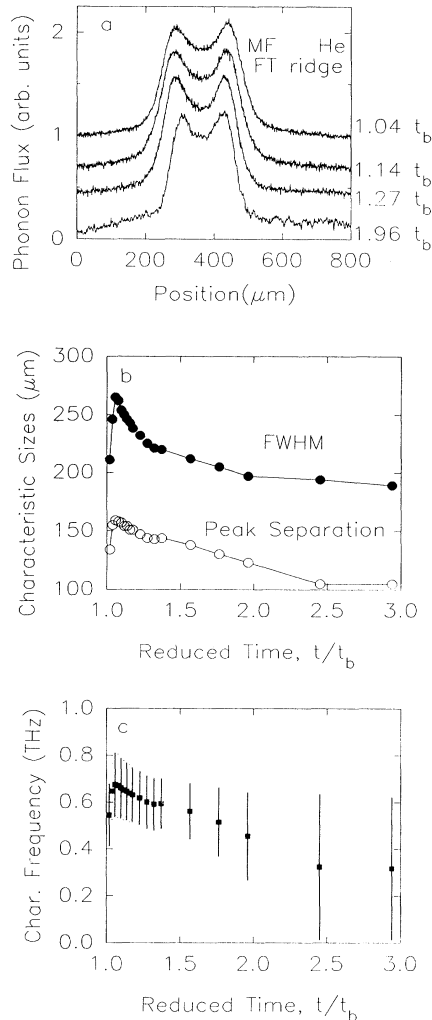 2
1
0
Phonon Flux (arb. units)
a
MF He
FT ridge
1.04 t_b
1.14 t_b
1.27 t_b
1.96 t_b
0 200 400 600 800
Position(μm)
300
250
200
150
100
Characteristic Sizes (μm)
b
FWHM
Peak Separation
1.0 1.5 2.0 2.5 3.0
Reduced Time, t/t_b
1.0
0.8
0.6
0.4
0.2
0.0
Char. Frequency (THz)
c
1.0 1.5 2.0 2.5 3.0
Reduced Time, t/t_b